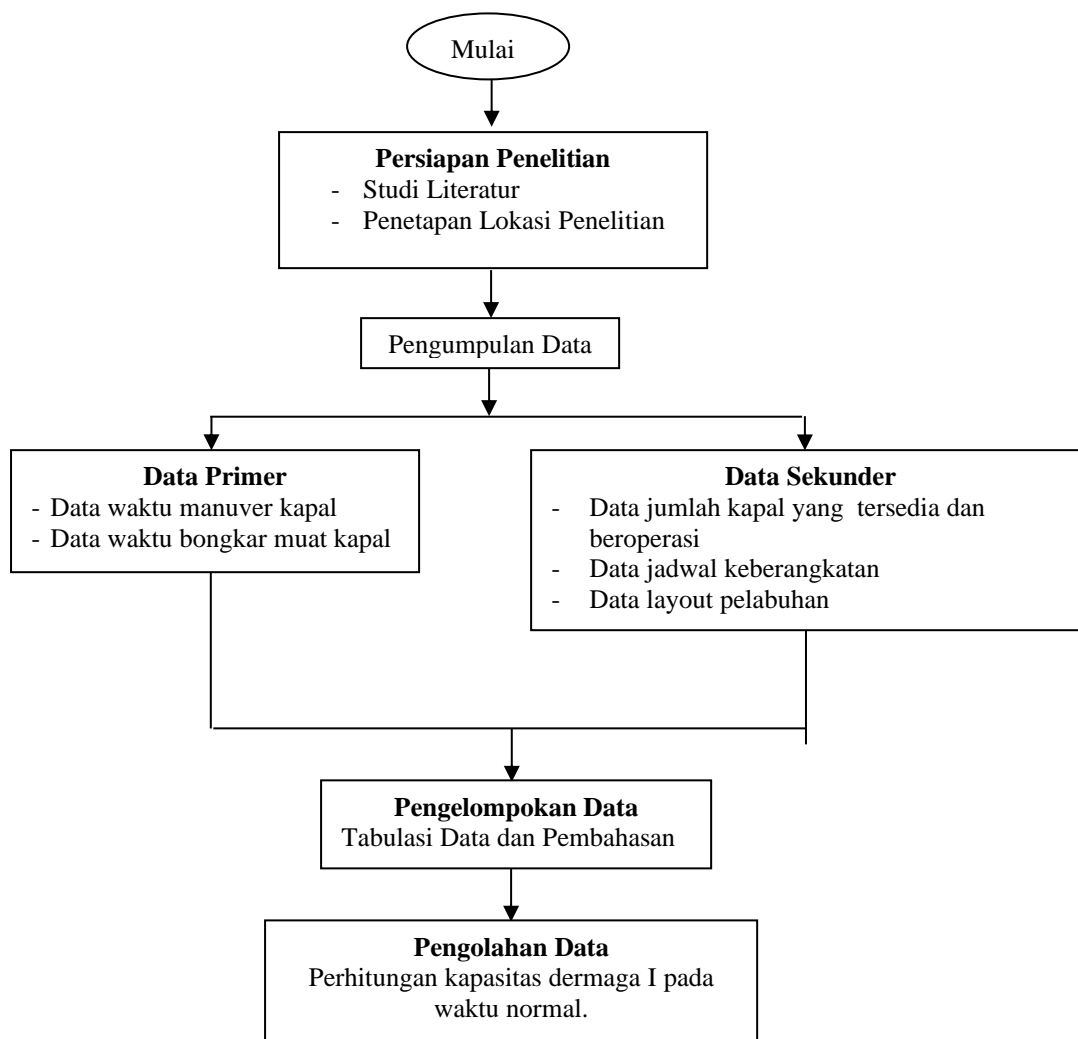 Mulai
Persiapan Penelitian
- Studi Literatur
- Penetapan Lokasi Penelitian
Pengumpulan Data
Data Primer
- Data waktu manuver kapal
- Data waktu bongkar muat kapal
Data Sekunder
- Data jumlah kapal yang tersedia dan
beroperasi
- Data jadwal keberangkatan
- Data layout pelabuhan
Pengelompokan Data
Tabulasi Data dan Pembahasan
Pengolahan Data
Perhitungan kapasitas dermaga I pada
waktu normal.